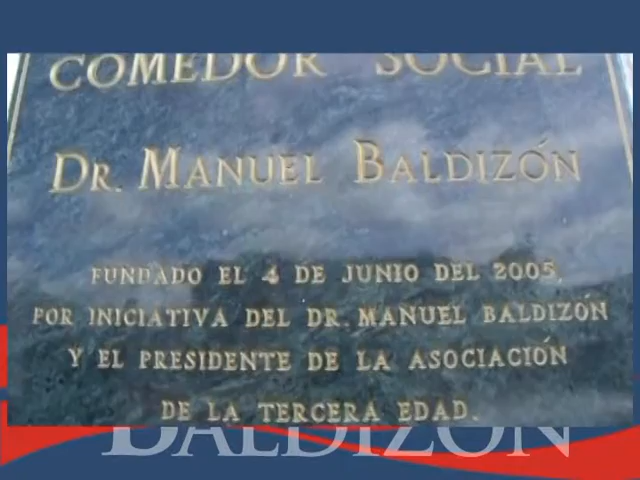 COMEDOR SOCIAL
DR. MANUEL BALDIZÓN
FUNDADO EL 4 DE JUNIO DEL 2005,
POR INICIATIVA DEL DR. MANUEL BALDIZÓN
Y EL PRESIDENTE DE LA ASOCIACIÓN
DE LA TERCERA EDAD.
BALDIZÓN